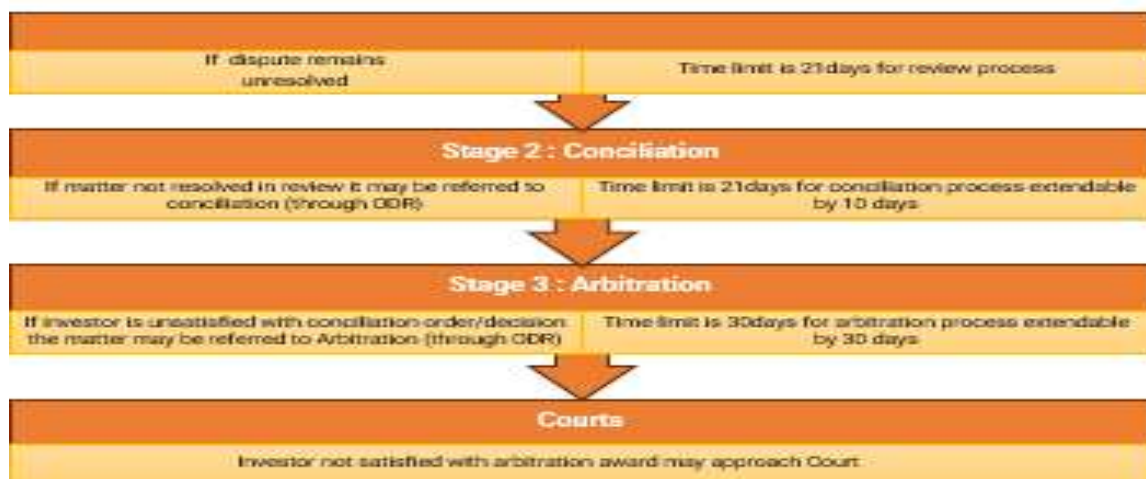 If dispute remains
unresolved
Time limit is 21days for review process
Stage 2 : Conciliation
If matter not resolved in review it may be referred to
conciliation (through ODR)
Time limit is 21days for conciliation process extendable
by 10 days
Stage 3 : Arbitration
If investor is unsatisfied with conciliation order/decision
the matter may be referred to Arbitration (through ODR)
Time limit is 30days for arbitration process extendable
by 30 days
Courts
Investor not satisfied with arbitration award may approach Court